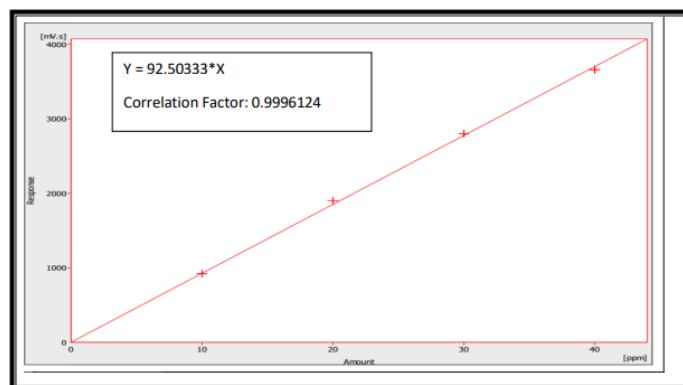 [mV.s]
4000
Y = 92.50333*X
Correlation Factor: 0.9996124
3000
Response
2000
1000
0
0 10 20 30 40
Amount [ppm]